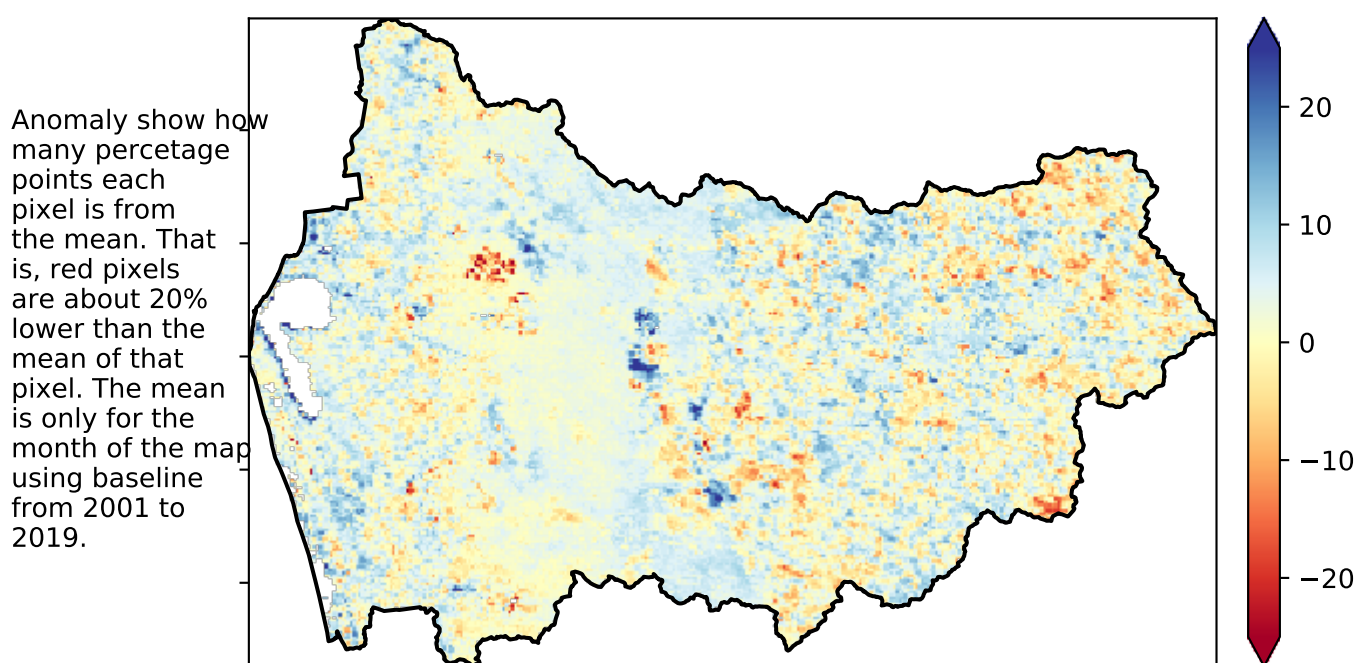 Anomaly show how
many percetage
points each
pixel is from
the mean. That
is, red pixels
are about 20%
lower than the
mean of that
pixel. The mean
is only for the
month of the map
using baseline
from 2001 to
2019.
20
10
0
−10
−20